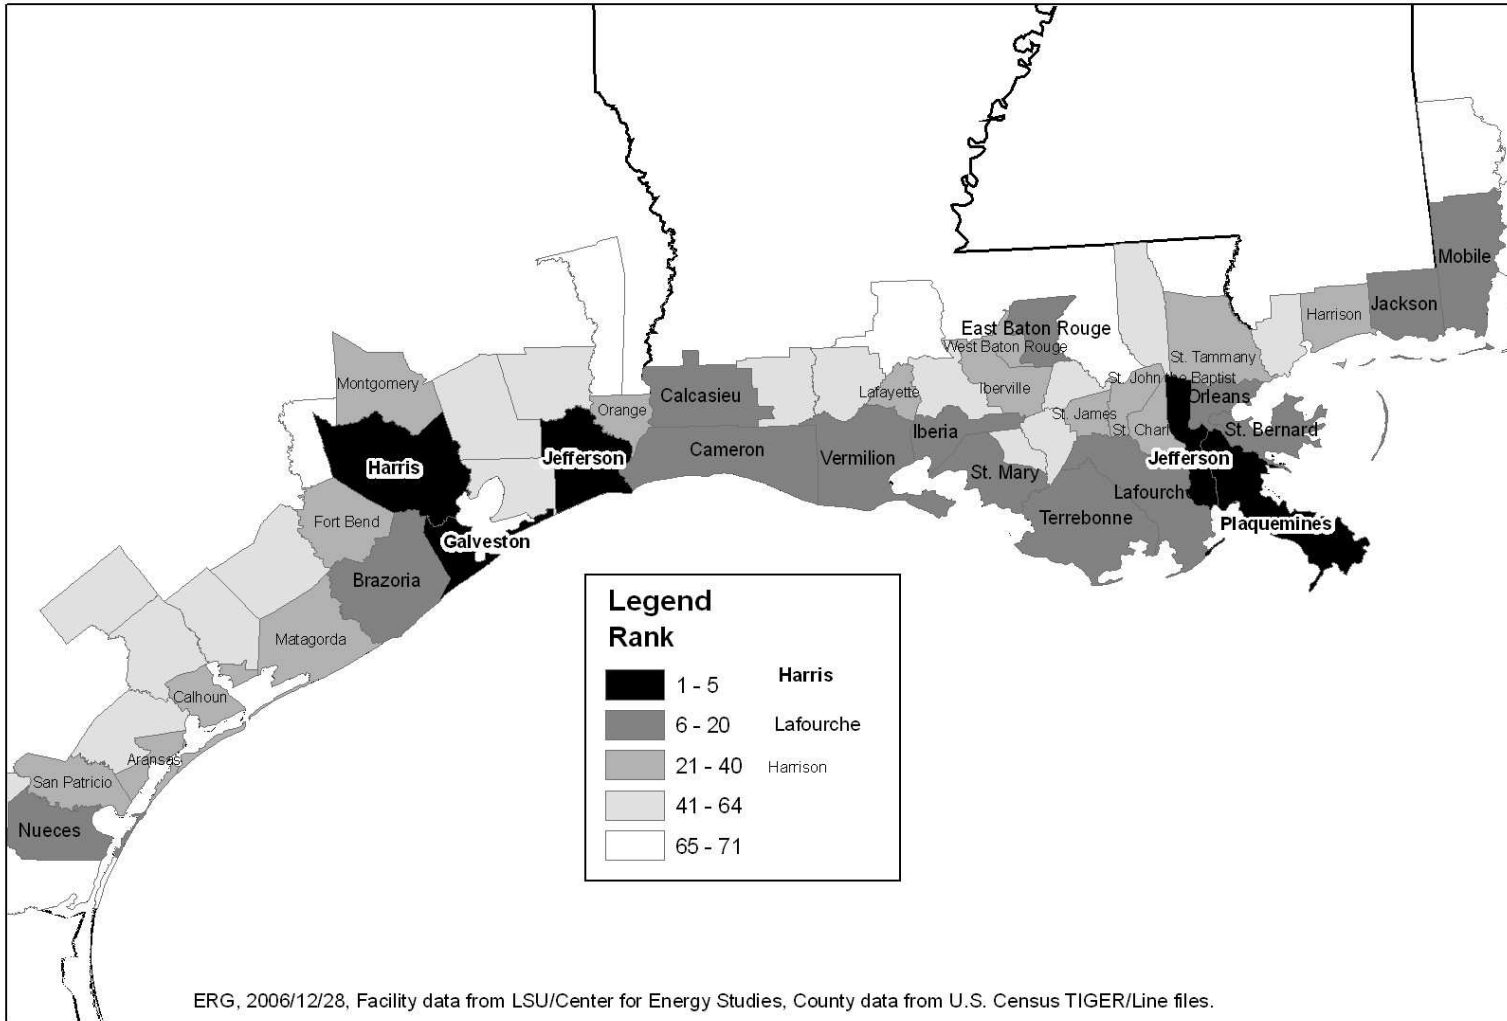 Mobile
Jackson
Harrison
East Baton Rouge
West Baton Rouge
St. Tammany
St. John the Baptist
Montgomery
Orange
Calcasieu
Lafayette
Iberville
Orleans
St. James
St. Charl
St. Bernard
Iberia
Harris
Jefferson
Cameron
Vermilion
St. Mary
Jefferson
Lafourche
Terrebonne
Plaquemines
Fort Bend
Galveston
Brazoria
Matagorda
Calhoun
Aransas
San Patricio
Nueces
Legend
Rank
1 - 5 Harris
6 - 20 Lafourche
21 - 40 Harrison
41 - 64
65 - 71
ERG, 2006/12/28, Facility data from LSU/Center for Energy Studies, County data from U.S. Census TIGER/Line files.